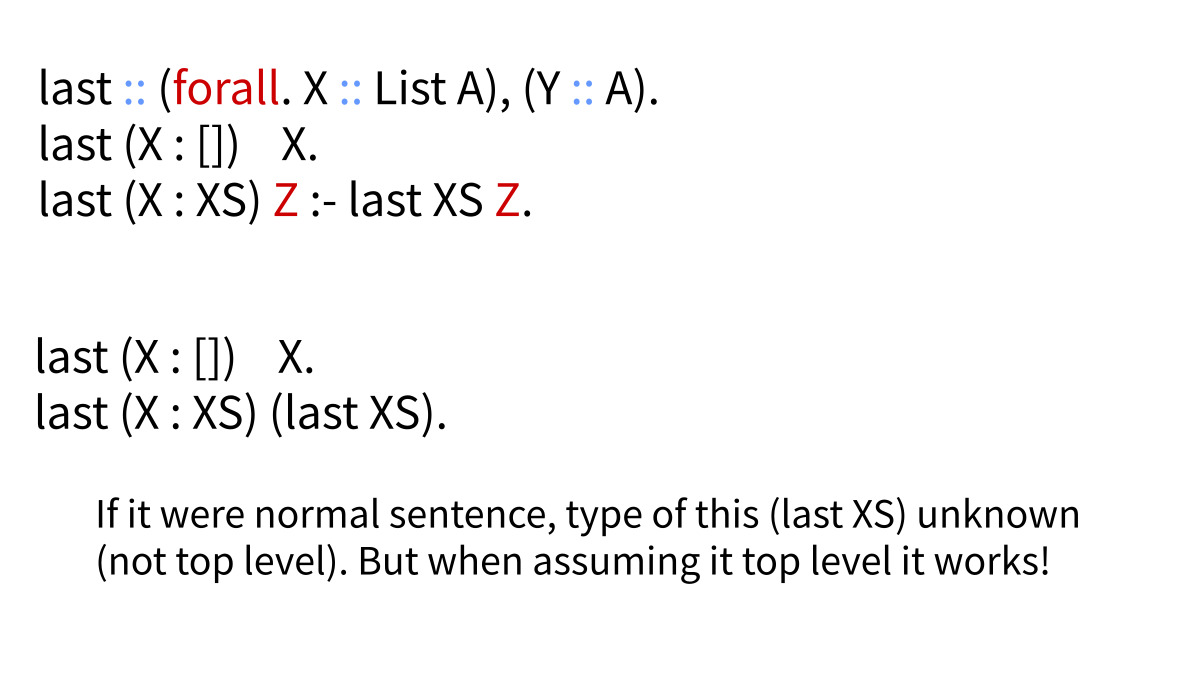 last :: (forall. X :: List A), (Y :: A).
last (X : []) X.
last (X : XS) Z :- last XS Z.
last (X : []) X.
last (X : XS) (last XS).
If it were normal sentence, type of this (last XS) unknown
(not top level). But when assuming it top level it works!